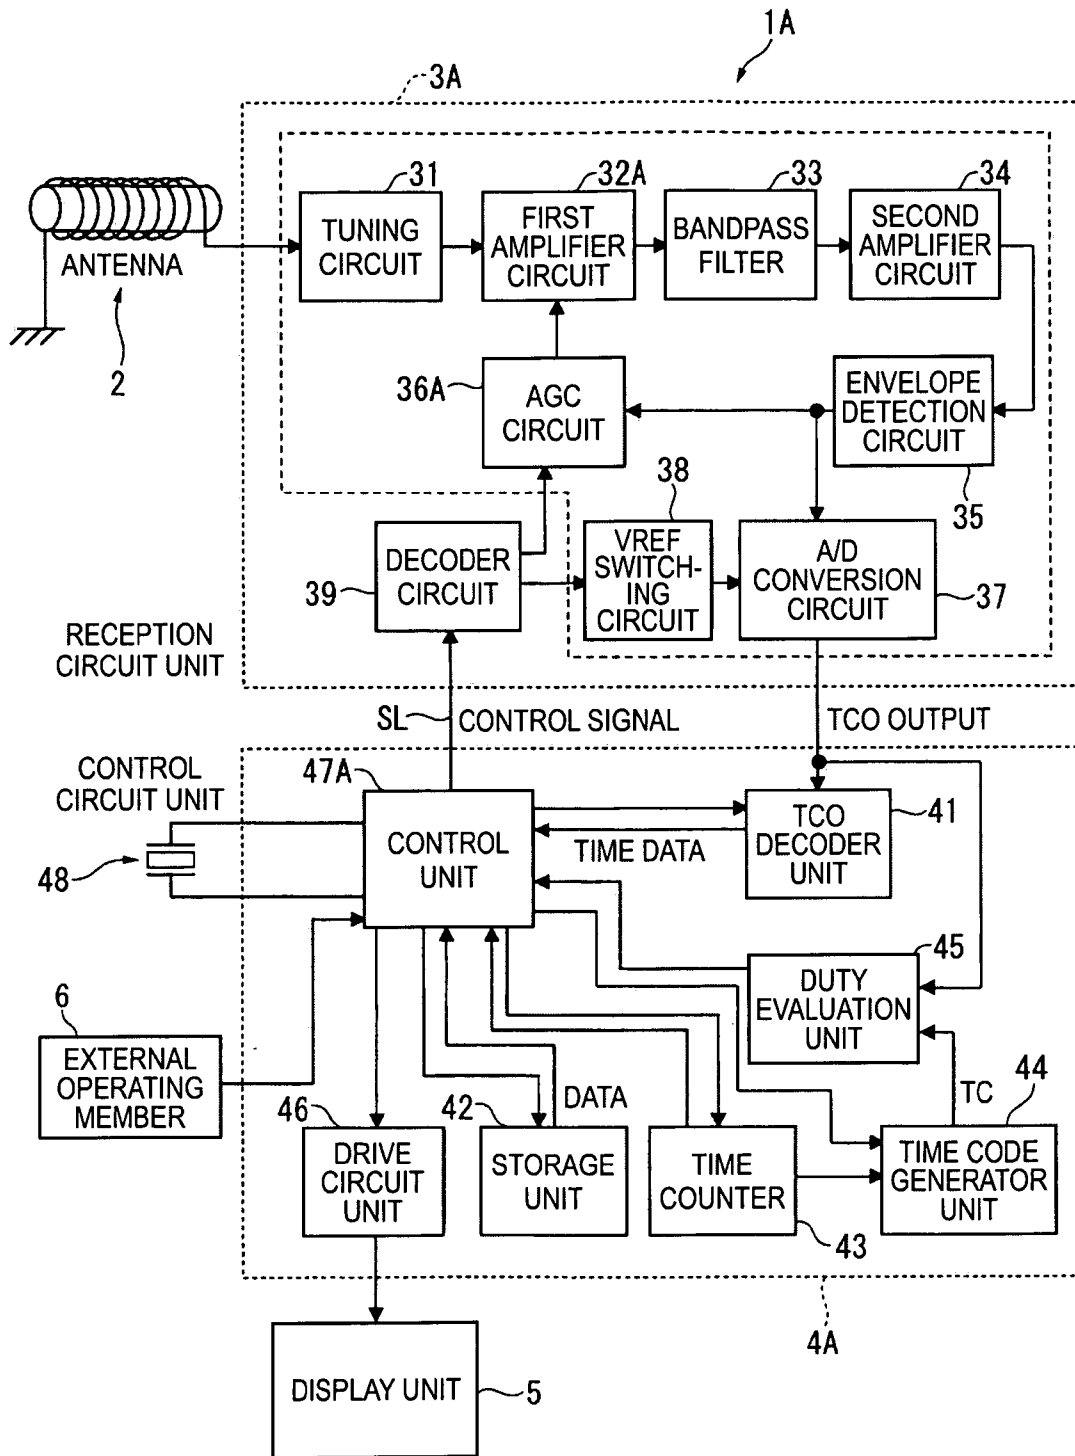 1A
3A
31
32A
33
34
TUNING
CIRCUIT
FIRST
AMPLIFIER
CIRCUIT
BANDPASS
FILTER
SECOND
AMPLIFIER
CIRCUIT
ANTENNA
2
36A
AGC
CIRCUIT
ENVELOPE
DETECTION
CIRCUIT
35
38
39
DECODER
CIRCUIT
VREF
SWITCH-
ING
CIRCUIT
A/D
CONVERSION
CIRCUIT
37
RECEPTION
CIRCUIT UNIT
SL
CONTROL SIGNAL
TCO OUTPUT
CONTROL
CIRCUIT UNIT
47A
CONTROL
UNIT
TIME DATA
TCO
DECODER
UNIT
41
48
45
DUTY
EVALUATION
UNIT
6
EXTERNAL
OPERATING
MEMBER
46
DRIVE
CIRCUIT
UNIT
42
DATA
STORAGE
UNIT
TIME
COUNTER
43
TC
44
TIME CODE
GENERATOR
UNIT
4A
DISPLAY UNIT
5